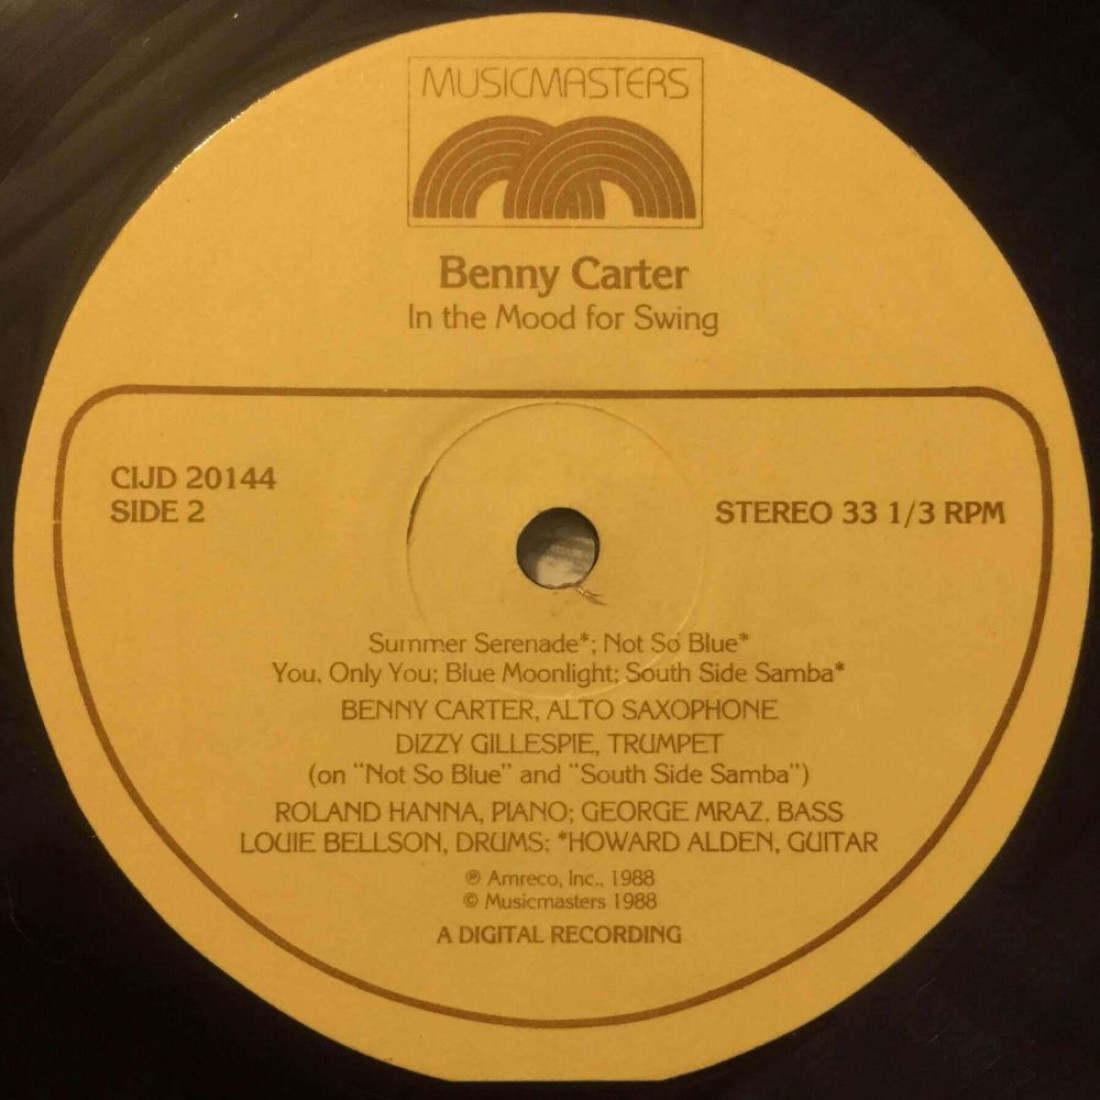 MUSICMASTERS
Benny Carter
In the Mood for Swing
CIJD 20144
SIDE 2
STEREO 33 1/3 RPM
Summer Serenade*; Not So Blue*
You, Only You; Blue Moonlight; South Side Samba*
BENNY CARTER, ALTO SAXOPHONE
DIZZY GILLESPIE, TRUMPET
(on "Not So Blue" and "South Side Samba")
ROLAND HANNA, PIANO; GEORGE MRAZ, BASS
LOUIE BELLSON, DRUMS; *HOWARD ALDEN, GUITAR
℗ Amreco, Inc., 1988
© Musicmasters 1988
A DIGITAL RECORDING